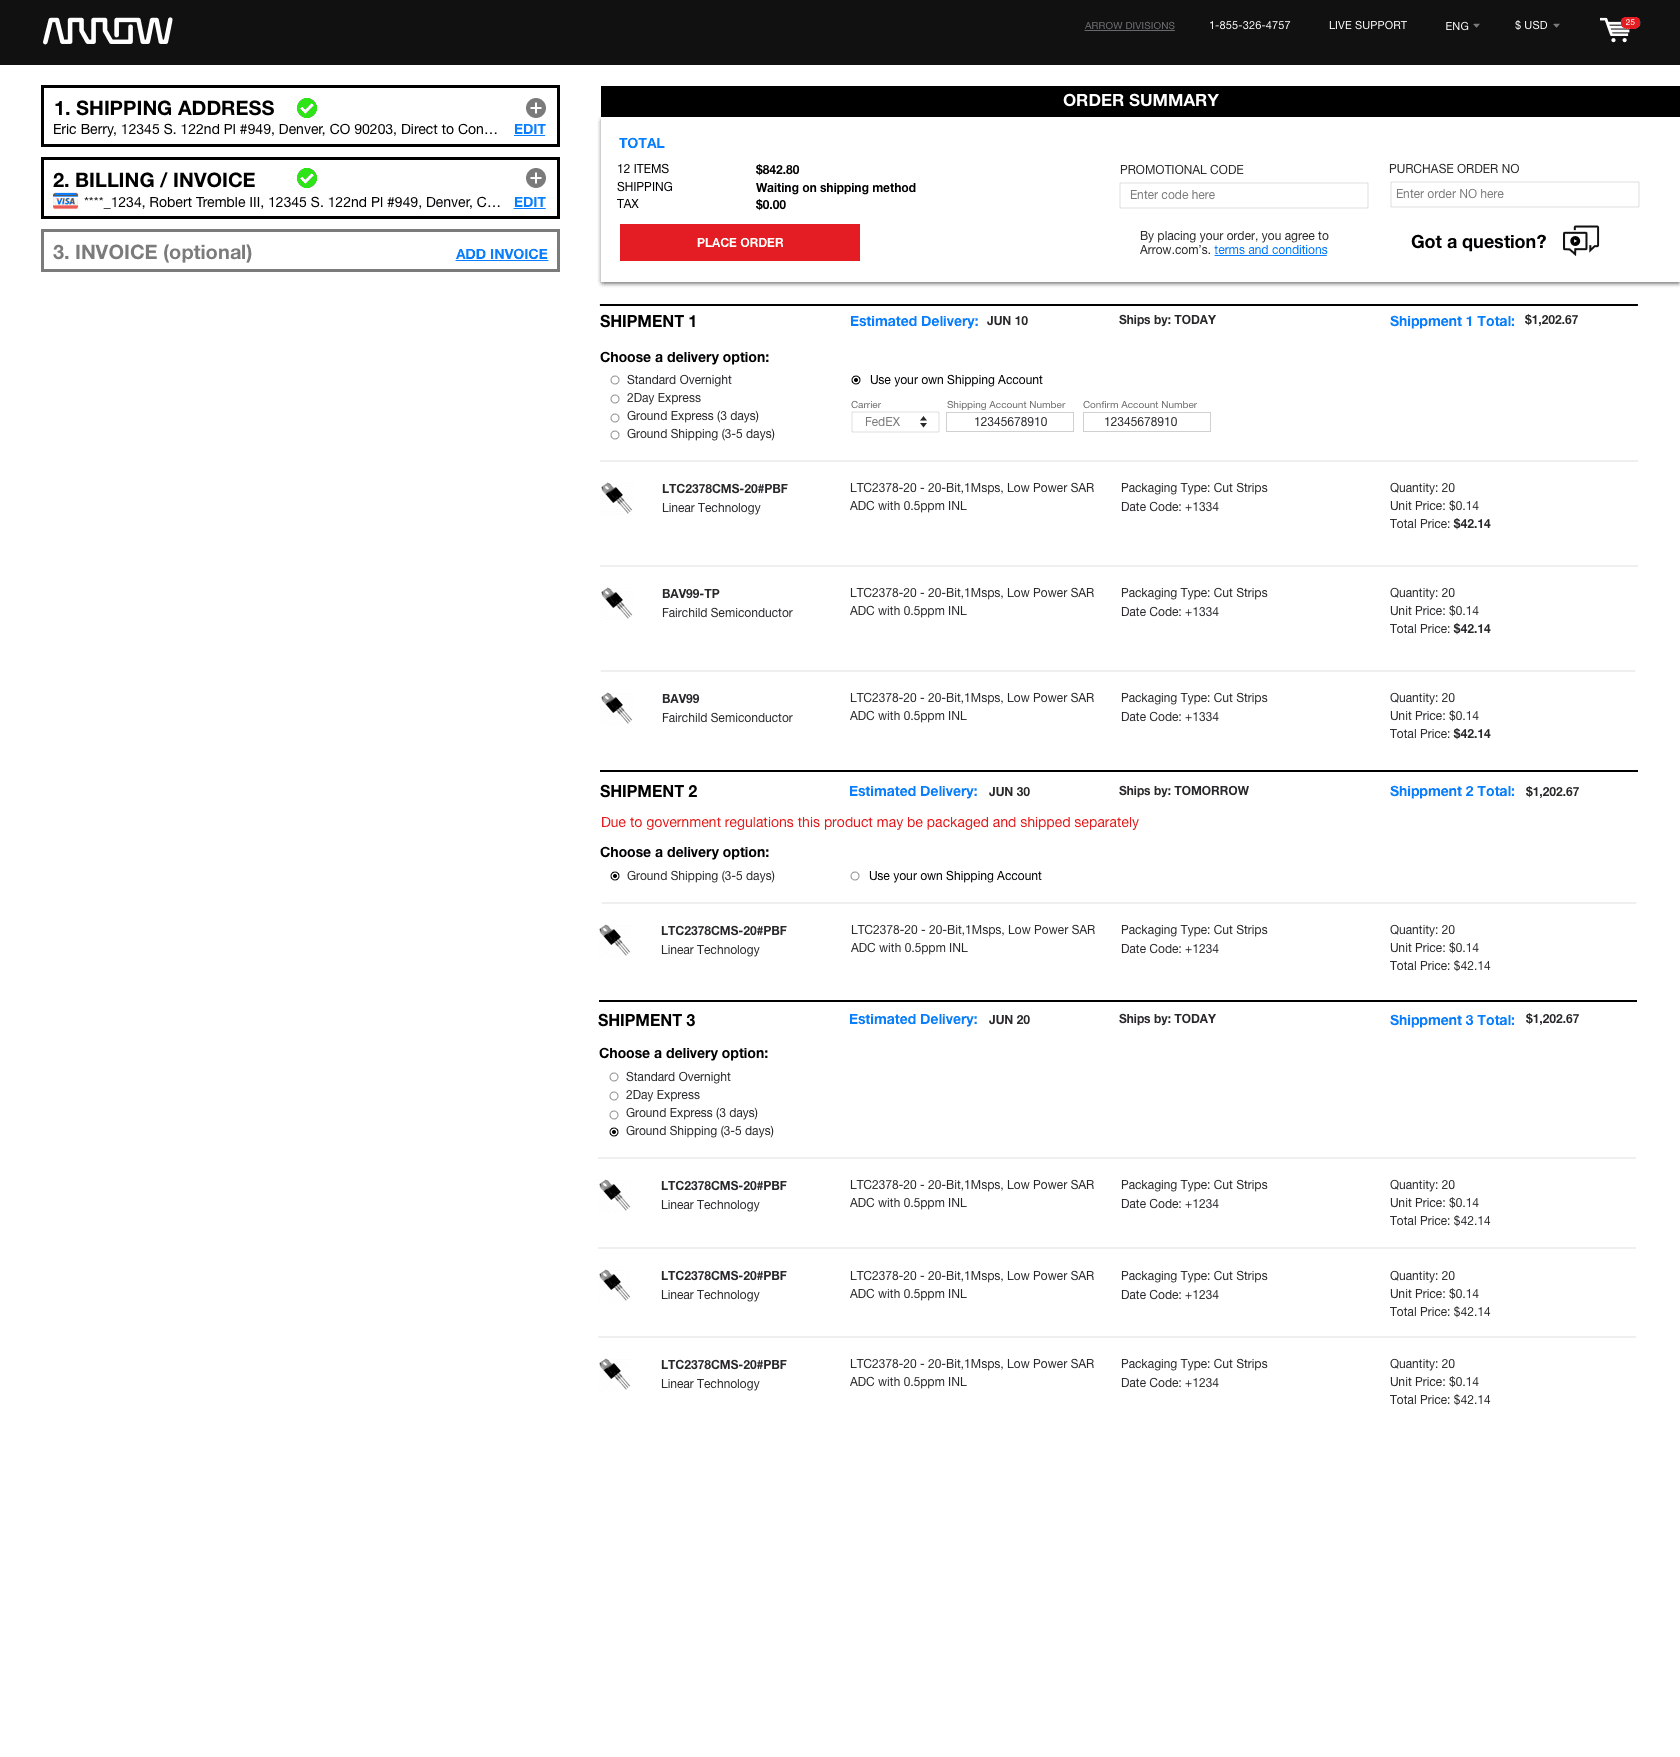 ARROW
ARROW DIVISIONS
1-855-326-4757
LIVE SUPPORT
ENG
$ USD
25
1. SHIPPING ADDRESS
Eric Berry, 12345 S. 122nd Pl #949, Denver, CO 90203, Direct to Con...
EDIT
2. BILLING / INVOICE
VISA ****_1234, Robert Tremble III, 12345 S. 122nd Pl #949, Denver, C...
EDIT
3. INVOICE (optional)
ADD INVOICE
ORDER SUMMARY
TOTAL
12 ITEMS $842.80
SHIPPING Waiting on shipping method
TAX $0.00
PLACE ORDER
PROMOTIONAL CODE
Enter code here
By placing your order, you agree to
Arrow.com's. terms and conditions
PURCHASE ORDER NO
Enter order NO here
Got a question?
SHIPMENT 1
Estimated Delivery: JUN 10
Ships by: TODAY
Shippment 1 Total: $1,202.67
Choose a delivery option:
Standard Overnight
2Day Express
Ground Express (3 days)
Ground Shipping (3-5 days)
Use your own Shipping Account
Carrier
FedEX
Shipping Account Number
12345678910
Confirm Account Number
12345678910
LTC2378CMS-20#PBF
Linear Technology
LTC2378-20 - 20-Bit,1Msps, Low Power SAR
ADC with 0.5ppm INL
Packaging Type: Cut Strips
Date Code: +1334
Quantity: 20
Unit Price: $0.14
Total Price: $42.14
BAV99-TP
Fairchild Semiconductor
LTC2378-20 - 20-Bit,1Msps, Low Power SAR
ADC with 0.5ppm INL
Packaging Type: Cut Strips
Date Code: +1334
Quantity: 20
Unit Price: $0.14
Total Price: $42.14
BAV99
Fairchild Semiconductor
LTC2378-20 - 20-Bit,1Msps, Low Power SAR
ADC with 0.5ppm INL
Packaging Type: Cut Strips
Date Code: +1334
Quantity: 20
Unit Price: $0.14
Total Price: $42.14
SHIPMENT 2
Estimated Delivery: JUN 30
Ships by: TOMORROW
Shippment 2 Total: $1,202.67
Due to government regulations this product may be packaged and shipped separately
Choose a delivery option:
Ground Shipping (3-5 days)
Use your own Shipping Account
LTC2378CMS-20#PBF
Linear Technology
LTC2378-20 - 20-Bit,1Msps, Low Power SAR
ADC with 0.5ppm INL
Packaging Type: Cut Strips
Date Code: +1234
Quantity: 20
Unit Price: $0.14
Total Price: $42.14
SHIPMENT 3
Estimated Delivery: JUN 20
Ships by: TODAY
Shippment 3 Total: $1,202.67
Choose a delivery option:
Standard Overnight
2Day Express
Ground Express (3 days)
Ground Shipping (3-5 days)
LTC2378CMS-20#PBF
Linear Technology
LTC2378-20 - 20-Bit,1Msps, Low Power SAR
ADC with 0.5ppm INL
Packaging Type: Cut Strips
Date Code: +1234
Quantity: 20
Unit Price: $0.14
Total Price: $42.14
LTC2378CMS-20#PBF
Linear Technology
LTC2378-20 - 20-Bit,1Msps, Low Power SAR
ADC with 0.5ppm INL
Packaging Type: Cut Strips
Date Code: +1234
Quantity: 20
Unit Price: $0.14
Total Price: $42.14
LTC2378CMS-20#PBF
Linear Technology
LTC2378-20 - 20-Bit,1Msps, Low Power SAR
ADC with 0.5ppm INL
Packaging Type: Cut Strips
Date Code: +1234
Quantity: 20
Unit Price: $0.14
Total Price: $42.14